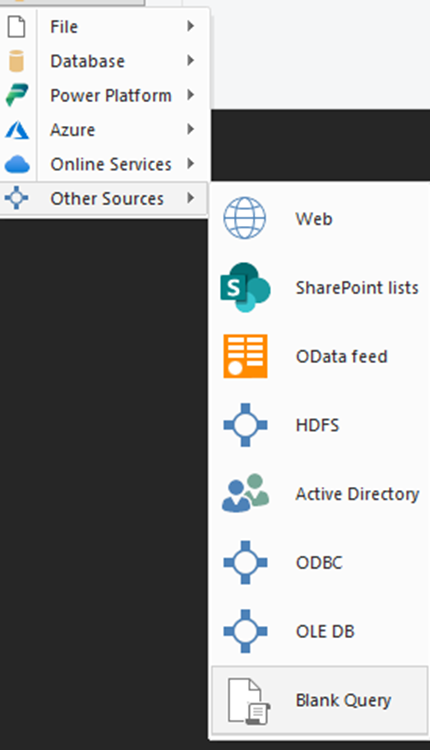 File
Database
Power Platform
Azure
Online Services
Other Sources
Web
S
SharePoint lists
OData feed
HDFS
Active Directory
ODBC
OLE DB
Blank Query